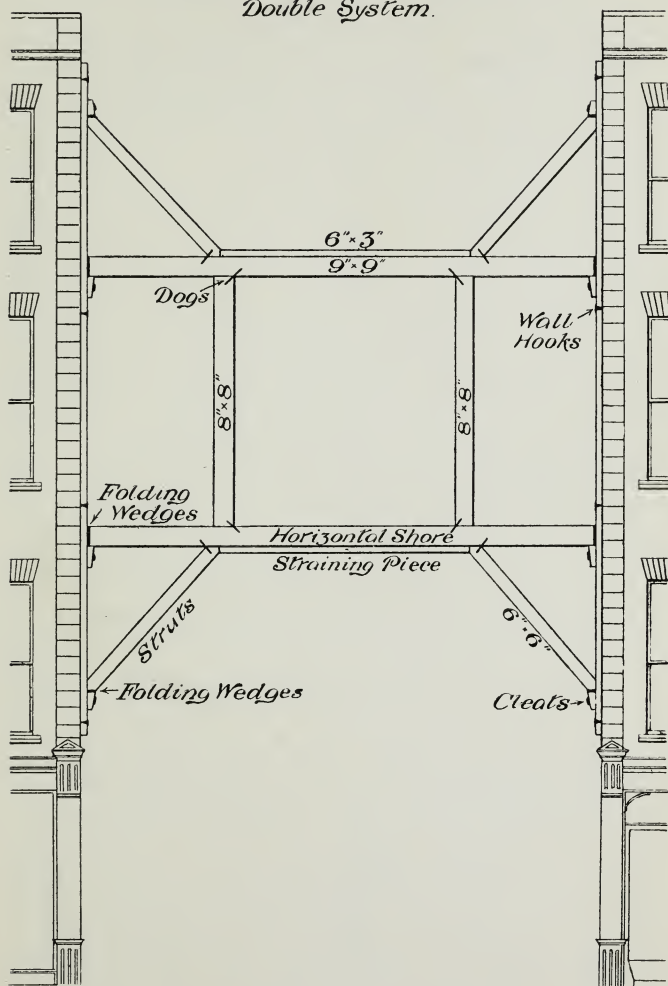 Double System.
6"×3"
9"×9"
Dogs
Wall
Hooks
8"×8"
8"×8"
Folding
Wedges
Horizontal Shore
Straining Piece
Struts
6"×6"
Folding Wedges
Cleats